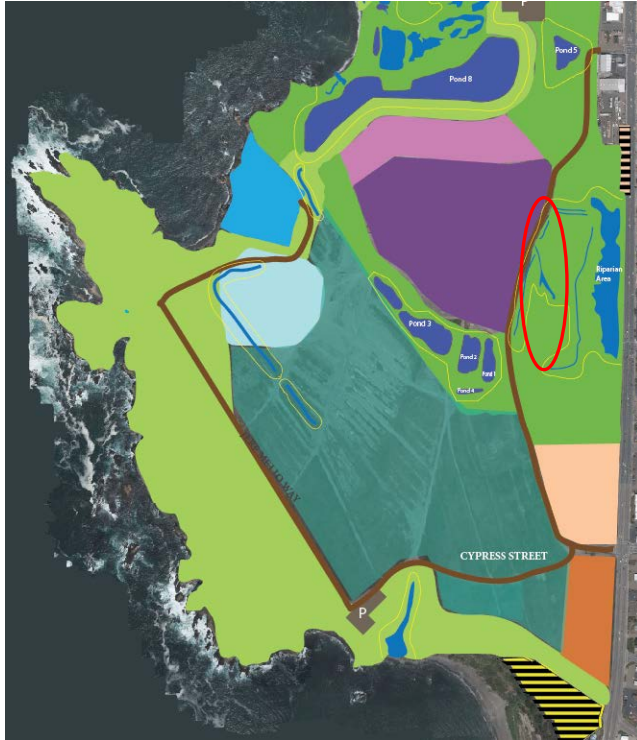 P
Pond 5
Pond 8
Riparian
Area
Pond 3
Pond 2
Pond 1
Pond 4
CYPRESS STREET
P